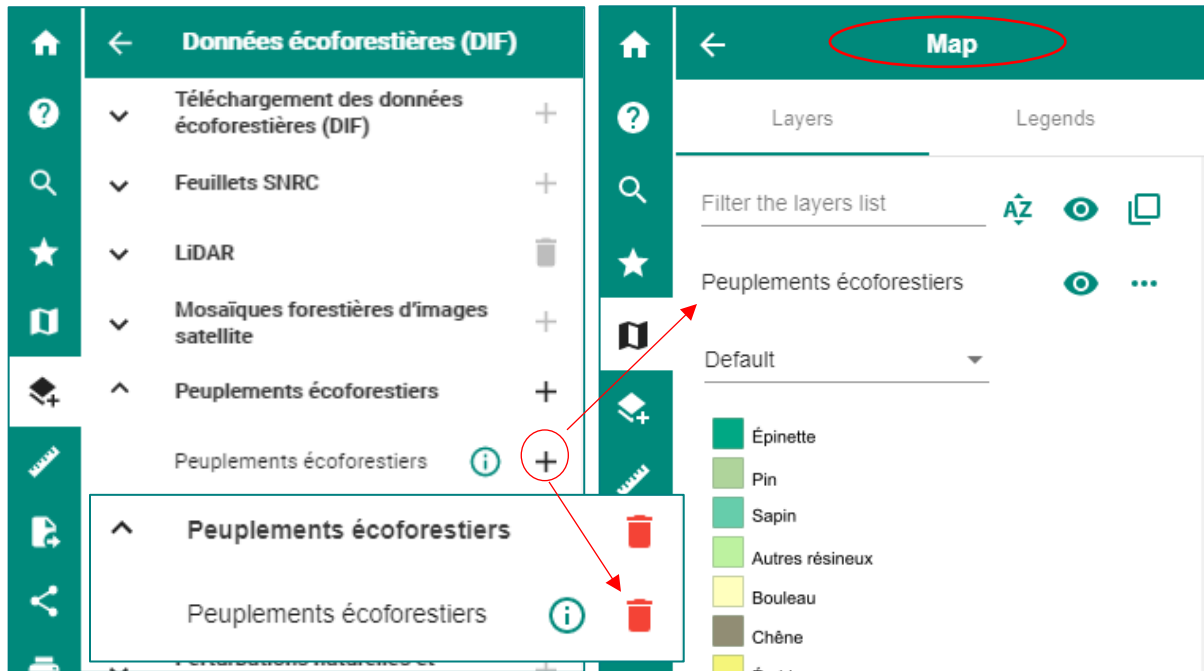 Données écoforestières (DIF)
Téléchargement des données
écoforestières (DIF)
Feuillets SNRC
LiDAR
Mosaïques forestières d'images
satellite
Peuplements écoforestiers
Peuplements écoforestiers
Peuplements écoforestiers
Peuplements écoforestiers
Map
Layers
Legends
Filter the layers list
AZ
Peuplements écoforestiers
Default
Épinette
Pin
Sapin
Autres résineux
Bouleau
Chêne